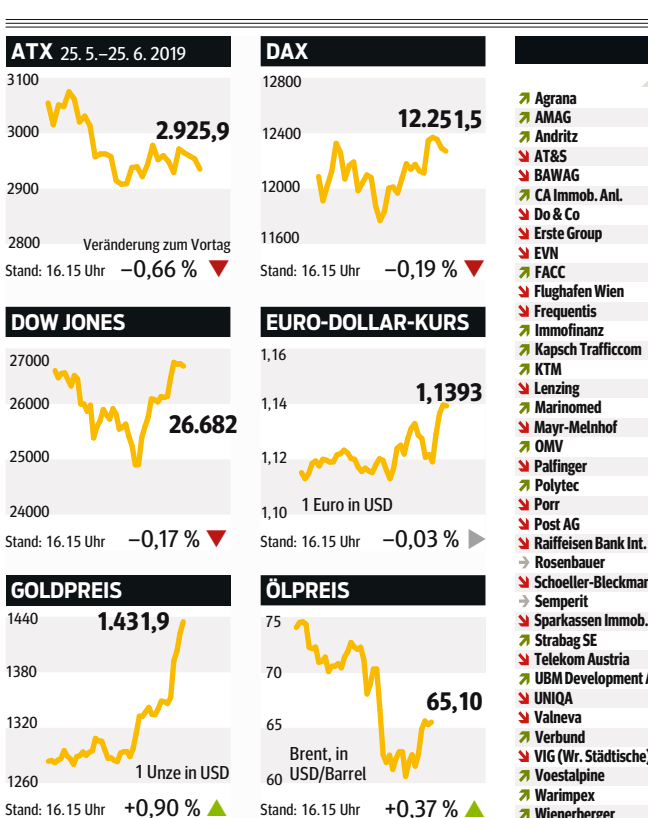 ATX 25. 5.–25. 6. 2019
3100
3000
2.925,9
2900
2800
Veränderung zum Vortag
Stand: 16.15 Uhr –0,66 %
DAX
12800
12.251,5
12400
12000
11600
Stand: 16.15 Uhr –0,19 %
DOW JONES
27000
26000
26.682
25000
24000
Stand: 16.15 Uhr –0,17 %
EURO-DOLLAR-KURS
1,16
1,1393
1,14
1,12
1 Euro in USD
1,10
Stand: 16.15 Uhr –0,03 %
GOLDPREIS
1440
1.431,9
1380
1320
1 Unze in USD
1260
Stand: 16.15 Uhr +0,90 %
ÖLPREIS
75
70
65,10
65
Brent, in
USD/Barrel
60
Stand: 16.15 Uhr +0,37 %
Agrana
AMAG
Andritz
AT&S
BAWAG
CA Immob. Anl.
Do & Co
Erste Group
EVN
FACC
Flughafen Wien
Frequentis
Immofinanz
Kapsch Trafficcom
KTM
Lenzing
Marinomed
Mayr-Melnhof
OMV
Palfinger
Polytec
Porr
Post AG
Raiffeisen Bank Int.
Rosenbauer
Schoeller-Bleckman
Semperit
Sparkassen Immob.
Strabag SE
Telekom Austria
UBM Development
UNIQA
Valneva
Verbund
VIG (Wr. Städtische)
Voestalpine
Warimpex
Wienerberger